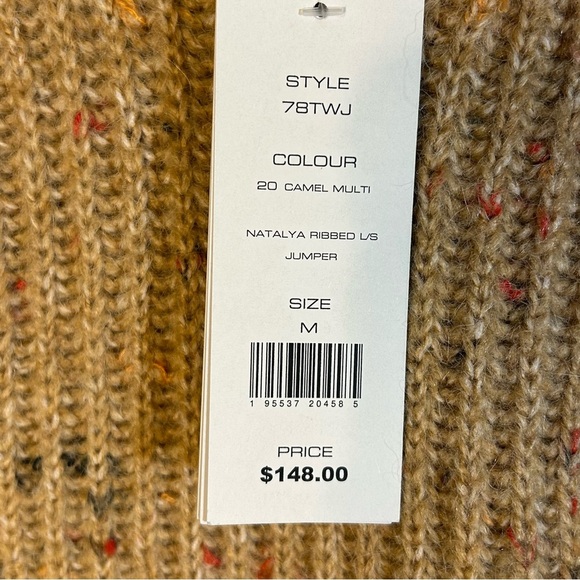 STYLE
78TWJ
COLOUR
20 CAMEL MULTI
NATALYA RIBBED L/S
JUMPER
SIZE
M
1 95537 20458 5
PRICE
$148.00